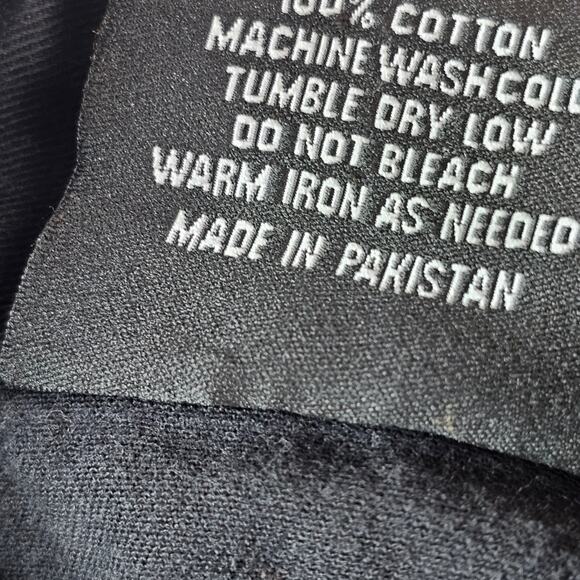 100% COTTON
MACHINE WASH COLD
TUMBLE DRY LOW
DO NOT BLEACH
WARM IRON AS NEEDED
MADE IN PAKISTAN